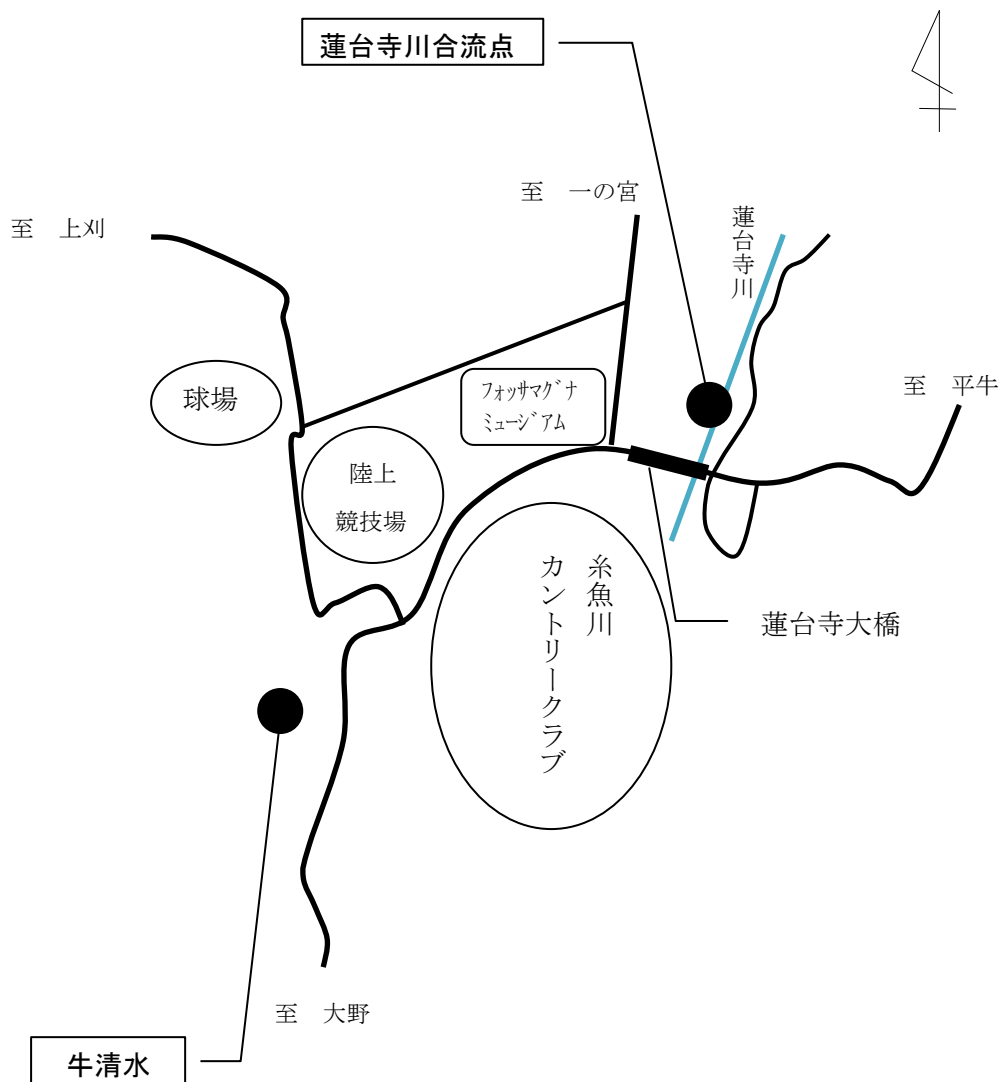 蓮台寺川合流点
至　一の宮
至　上刈
蓮台寺川
至　平牛
球場
フォッサマグナ
ミュージアム
陸上
競技場
糸魚川
カントリークラブ
蓮台寺大橋
至　大野
牛清水